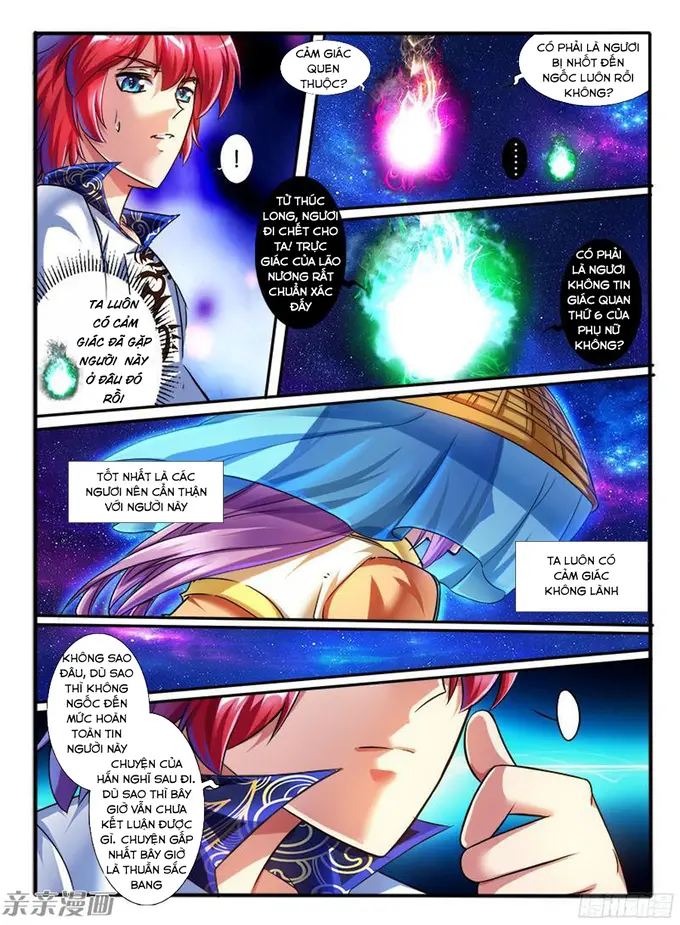 !
TA LUÔN
CÓ CẢM
GIÁC ĐÃ GẶP
NGƯỜI NÀY
Ở ĐÂU ĐÓ
RỒI
CẢM GIÁC
QUEN
THUỘC?
CÓ PHẢI LÀ NGƯƠI
BỊ NHỐT ĐẾN
NGỐC LUÔN RỒI
KHÔNG?
......
TỬ THÚC
LONG, NGƯƠI
ĐI CHẾT CHO
TA! TRỰC
GIÁC CỦA LÃO
NƯƠNG RẤT
CHUẨN XÁC
ĐẤY
CÓ PHẢI
LÀ NGƯƠI
KHÔNG TIN
GIÁC QUAN
THỨ 6 CỦA
PHỤ NỮ
KHÔNG?
TỐT NHẤT LÀ CÁC
NGƯƠI NÊN CẨN THẬN
VỚI NGƯỜI NÀY
TA LUÔN CÓ
CẢM GIÁC
KHÔNG LÀNH
KHÔNG SAO
ĐÂU, DÙ SAO
THÌ KHÔNG
NGỐC ĐẾN
MỨC HOÀN
TOÀN TIN
NGƯỜI NÀY
CHUYỆN CỦA
HẮN NGHĨ SAU ĐI.
DÙ SAO THÌ BÂY
GIỜ VẪN CHƯA
KẾT LUẬN ĐƯỢC
GÌ. CHUYỆN GẤP
NHẤT BÂY GIỜ
LÀ THUẪN SẮC
BANG
...
亲亲漫画